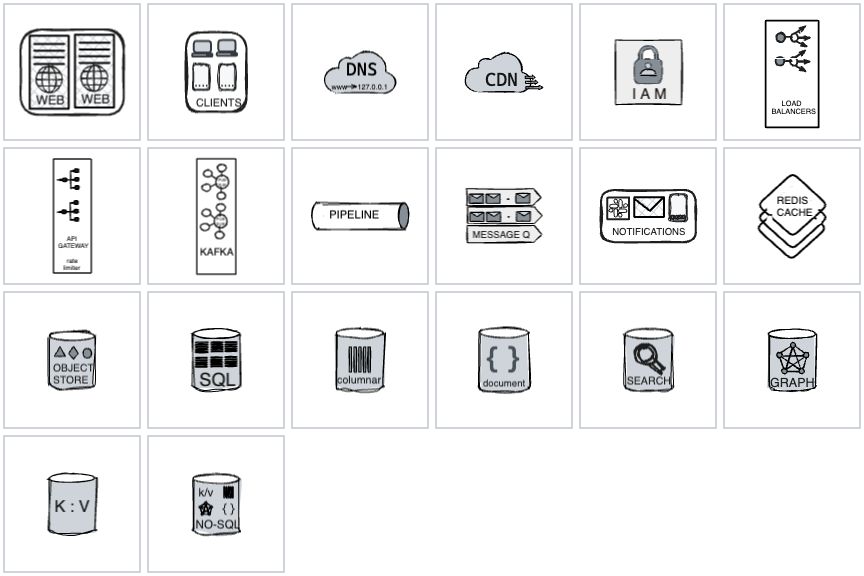 WEB WEB
CLIENTS
DNS
www 127.0.0.1
CDN
I A M
LOAD
BALANCERS
API
GATEWAY
rate
limiter
KAFKA
PIPELINE
MESSAGE Q
NOTIFICATIONS
REDIS
CACHE
OBJECT
STORE
SQL
columnar
{ }
document
SEARCH
GRAPH
K : V
k/v
{ }
NO-SQL